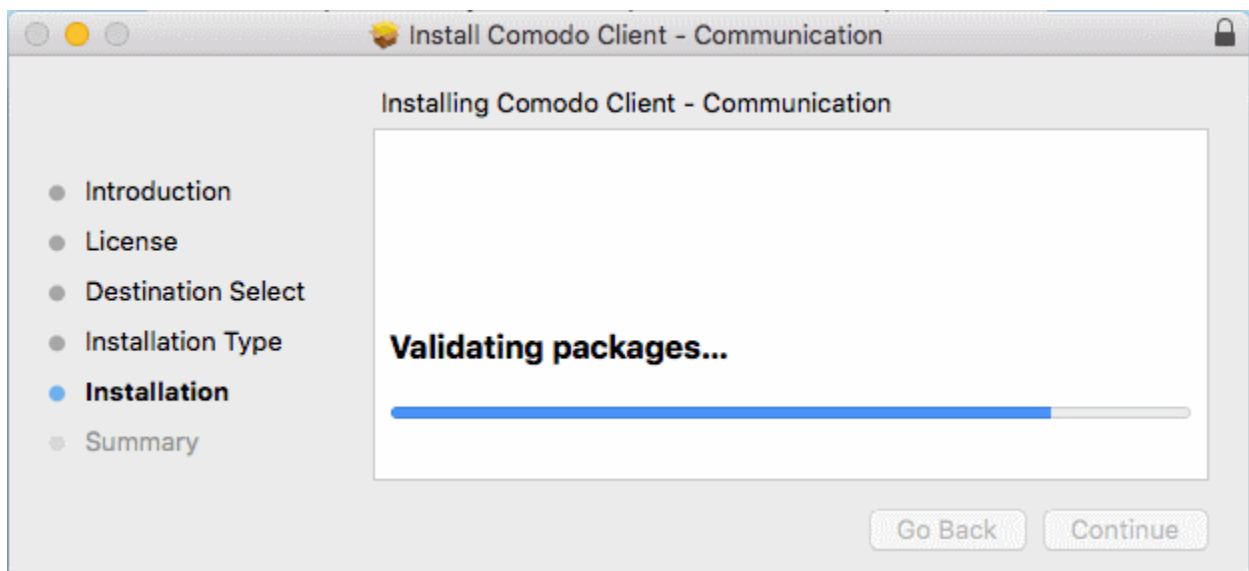 Install Comodo Client - Communication
Installing Comodo Client - Communication
Introduction
License
Destination Select
Installation Type
Installation
Summary
Validating packages...
Go Back
Continue